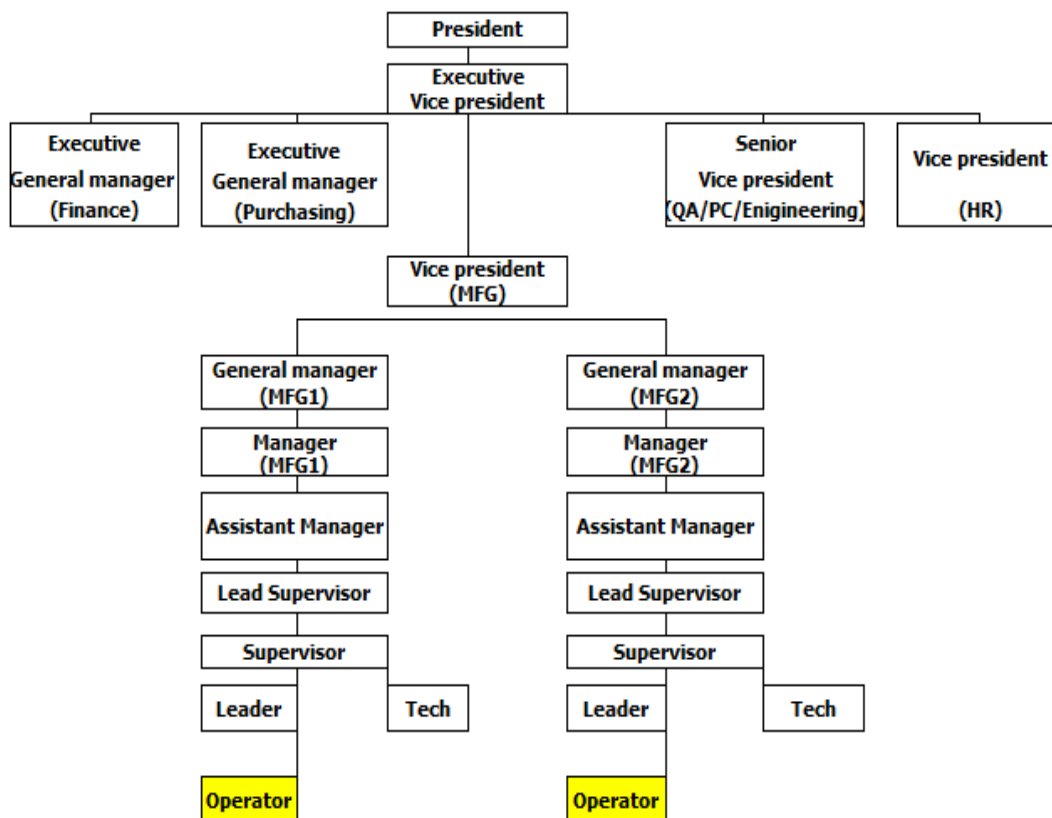 President
Executive
Vice president
Executive
General manager
(Finance)
Executive
General manager
(Purchasing)
Senior
Vice president
(QA/PC/Enigineering)
Vice president
(HR)
Vice president
(MFG)
General manager
(MFG1)
General manager
(MFG2)
Manager
(MFG1)
Manager
(MFG2)
Assistant Manager
Assistant Manager
Lead Supervisor
Lead Supervisor
Supervisor
Supervisor
Leader
Tech
Leader
Tech
Operator
Operator